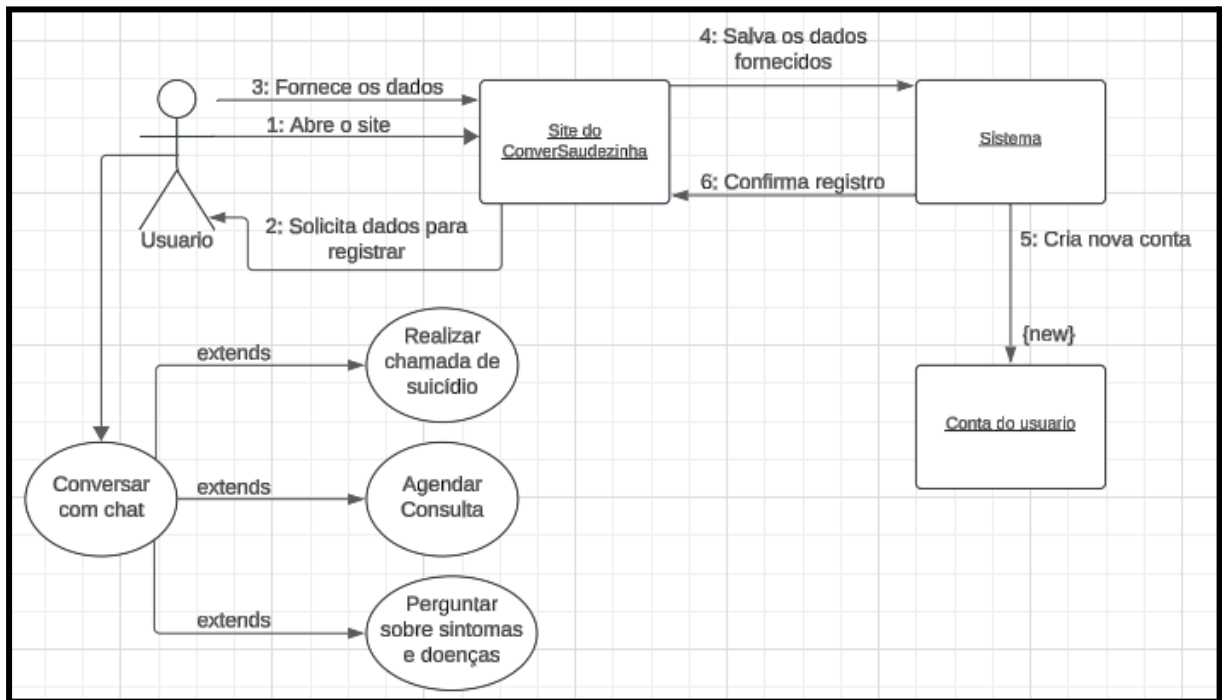 4: Salva os dados
fornecidos
3: Fornece os dados
1: Abre o site
Site do
ConverSaudezinha
Sistema
6: Confirma registro
2: Solicita dados para
registrar
Usuario
5: Cria nova conta
{new}
Realizar
chamada de
suicídio
extends
Conta do usuario
Conversar
com chat
extends
Agendar
Consulta
extends
Perguntar
sobre sintomas
e doenças